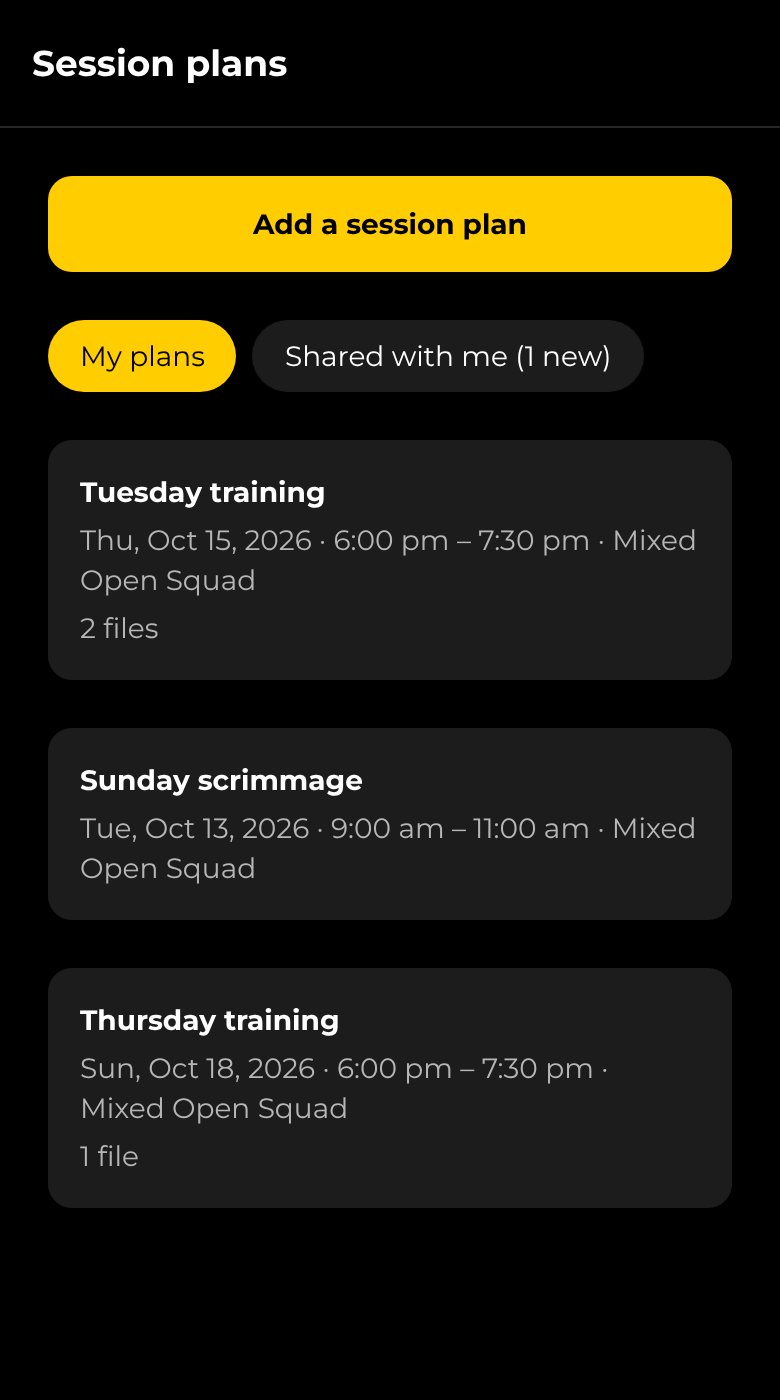 Session plans
Add a session plan
My plans
Shared with me (1 new)
Tuesday training
Thu, Oct 15, 2026 · 6:00 pm – 7:30 pm · Mixed
Open Squad
2 files
Sunday scrimmage
Tue, Oct 13, 2026 · 9:00 am – 11:00 am · Mixed
Open Squad
Thursday training
Sun, Oct 18, 2026 · 6:00 pm – 7:30 pm ·
Mixed Open Squad
1 file